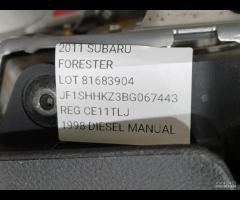 2011 SUBARU
FORESTER
LOT 81683904
JF1SHHKZ3BG067443
REG CE11TLJ
1998 DIESEL MANUAL